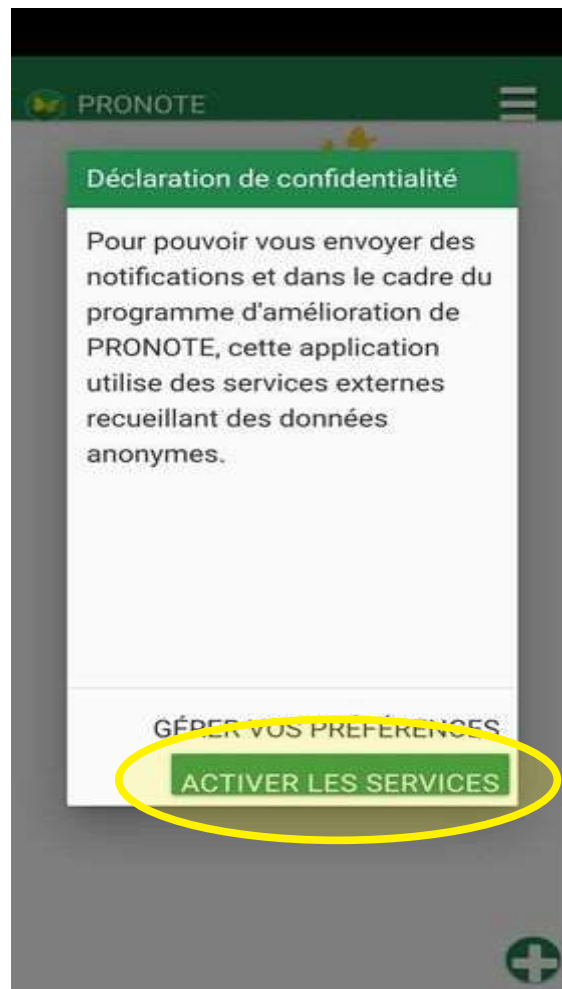 PRONOTE
Déclaration de confidentialité
Pour pouvoir vous envoyer des
notifications et dans le cadre du
programme d'amélioration de
PRONOTE, cette application
utilise des services externes
recueillant des données
anonymes.
GÉRER VOS PRÉFÉRENCES
ACTIVER LES SERVICES